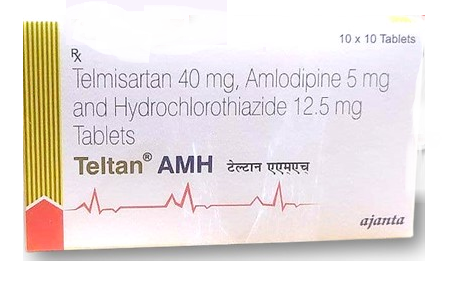 10 x 10 Tablets
Rx
Telmisartan 40 mg, Amlodipine 5 mg
and Hydrochlorothiazide 12.5 mg
Tablets
Teltan® AMH टेल्टान एएमएच
ajanta